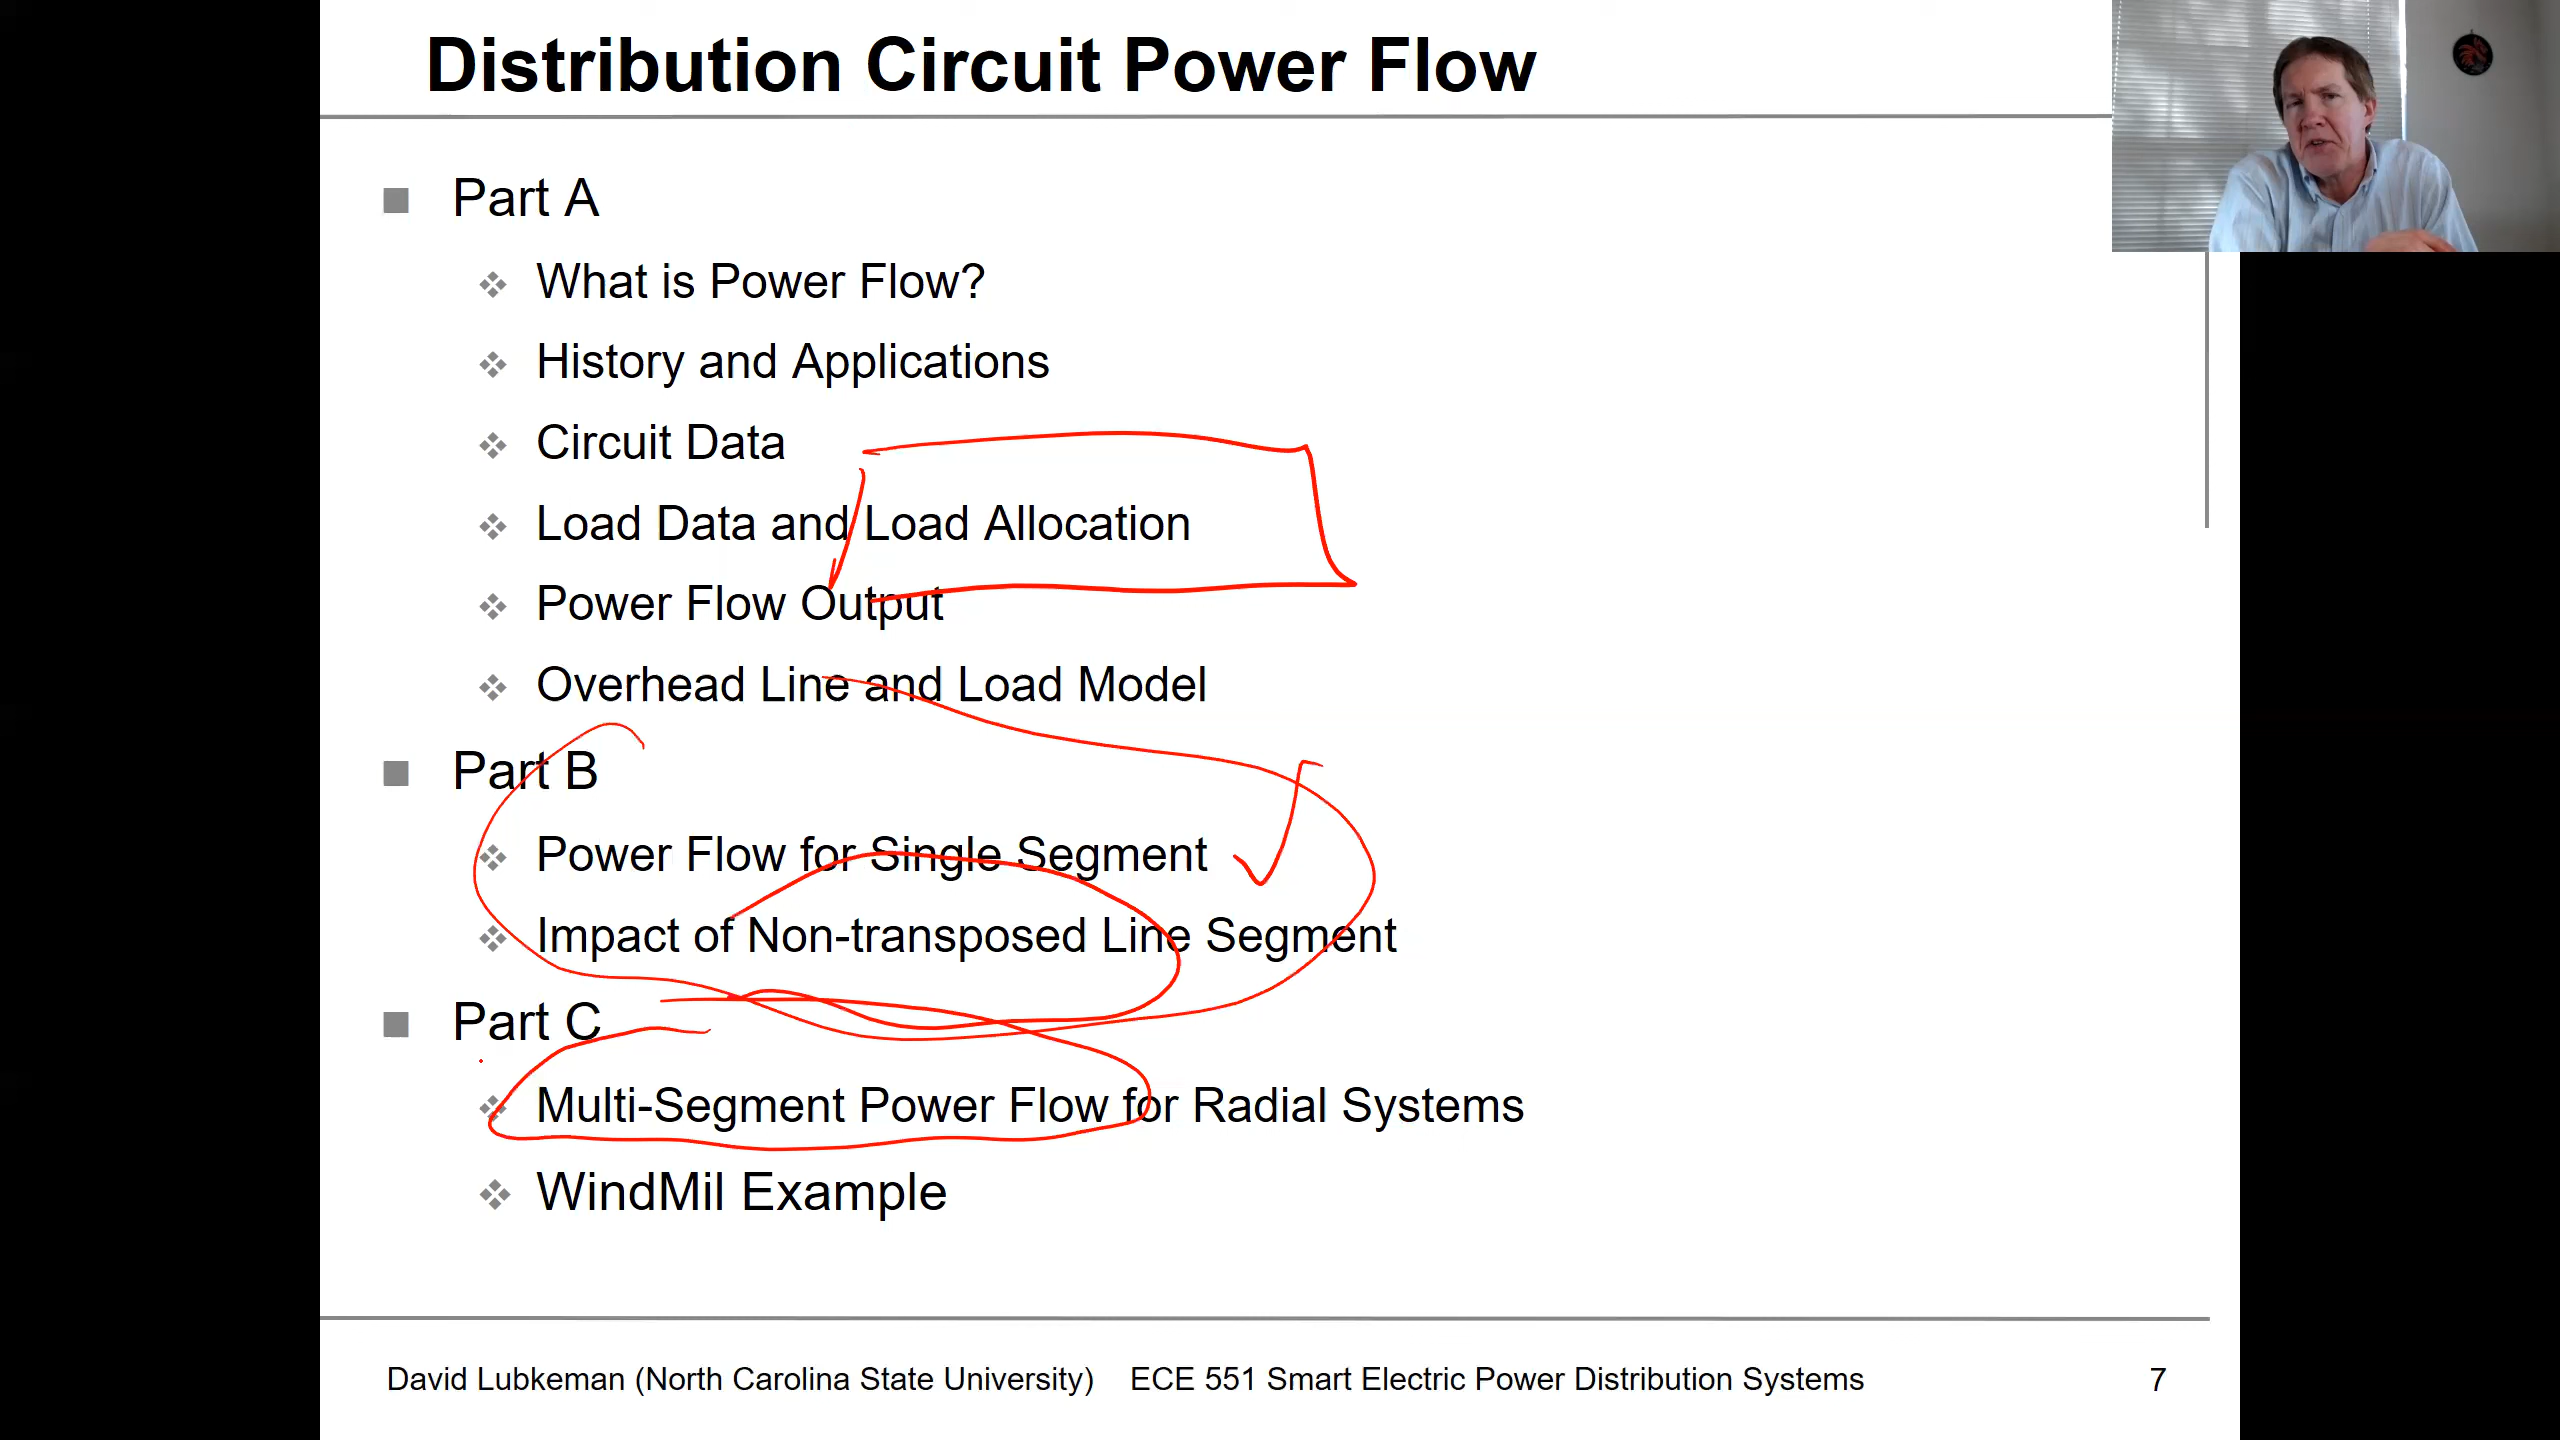 Distribution Circuit Power Flow
Part A
What is Power Flow?
History and Applications
Circuit Data
Load Data and Load Allocation
Power Flow Output
Overhead Line and Load Model
Part B
Power Flow for Single Segment
Impact of Non-transposed Line Segment
Part C
Multi-Segment Power Flow for Radial Systems
WindMil Example
David Lubkeman (North Carolina State University) ECE 551 Smart Electric Power Distribution Systems 7